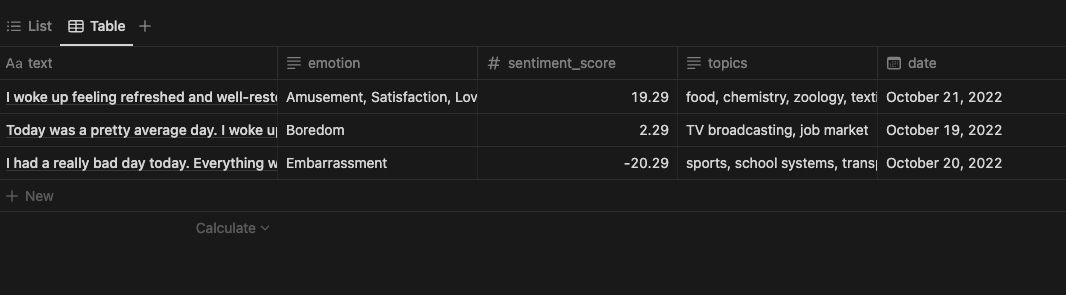 List Table
Aa text emotion # sentiment_score topics date
I woke up feeling refreshed and well-rest Amusement, Satisfaction, Lov 19.29 food, chemistry, zoology, texti October 21, 2022
Today was a pretty average day. I woke up Boredom 2.29 TV broadcasting, job market October 19, 2022
I had a really bad day today. Everything w Embarrassment -20.29 sports, school systems, trans October 20, 2022
+ New
Calculate